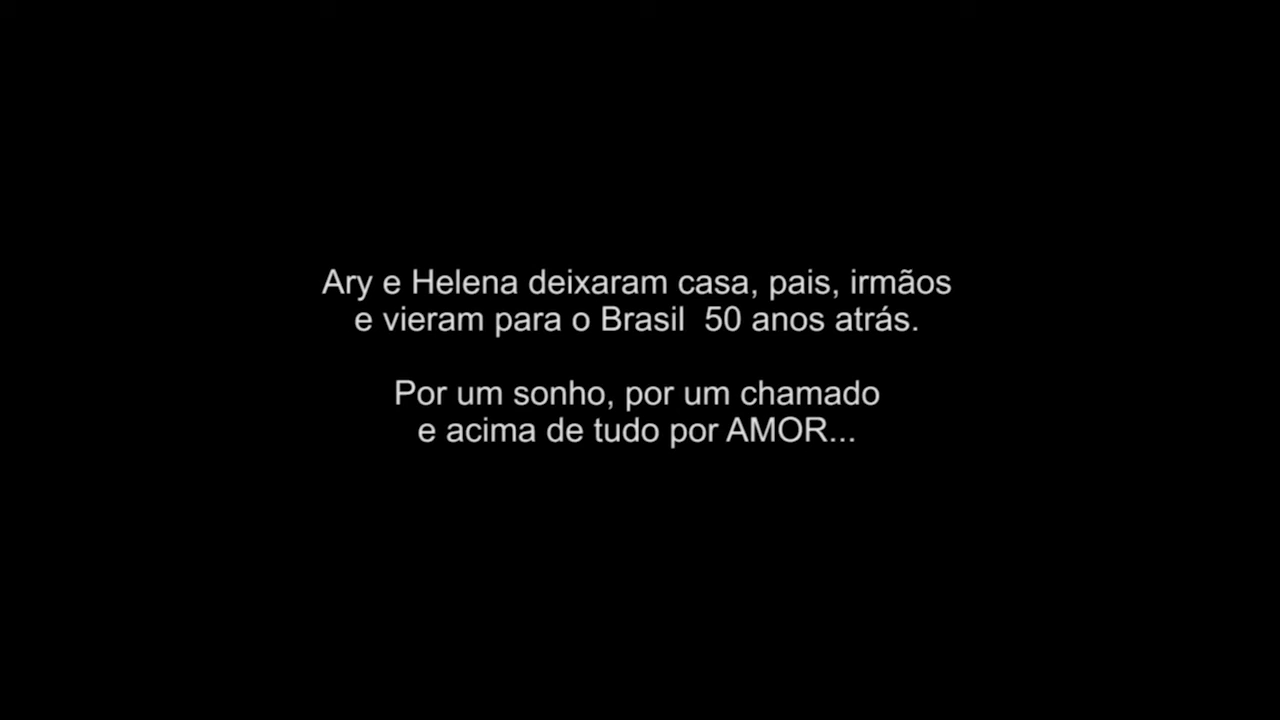 Ary e Helena deixaram casa, pais, irmãos
e vieram para o Brasil  50 anos atrás.
Por um sonho, por um chamado
e acima de tudo por AMOR...